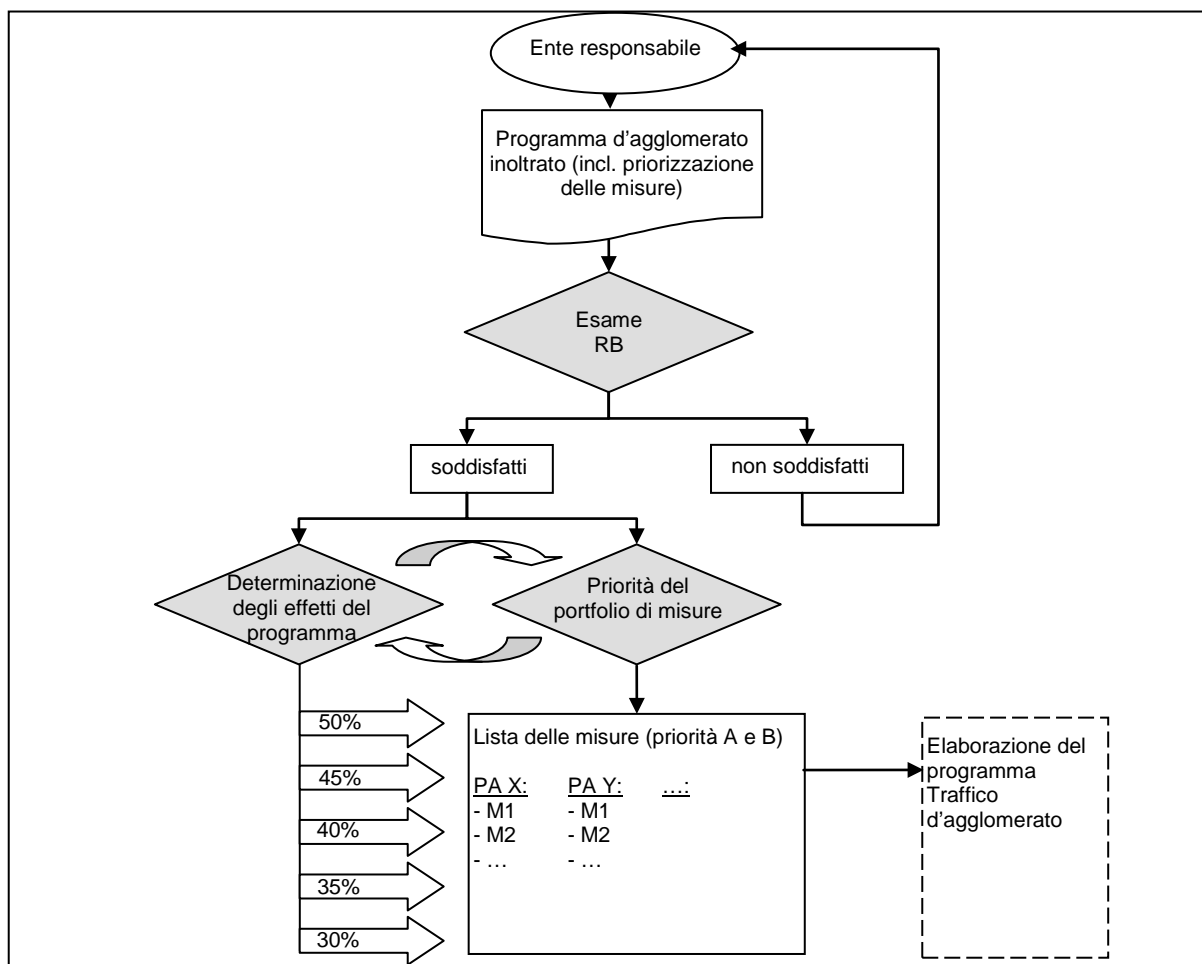 Ente responsabile
Programma d’agglomerato
inoltrato (incl. priorizzazione
delle misure)
Esame
RB
soddisfatti
non soddisfatti
Determinazione
degli effetti del
programma
Priorità del
portfolio di misure
50%
45%
40%
35%
30%
Lista delle misure (priorità A e B)
PA X: PA Y: …:
- M1 - M1
- M2 - M2
- … - …
Elaborazione del
programma
Traffico
d’agglomerato